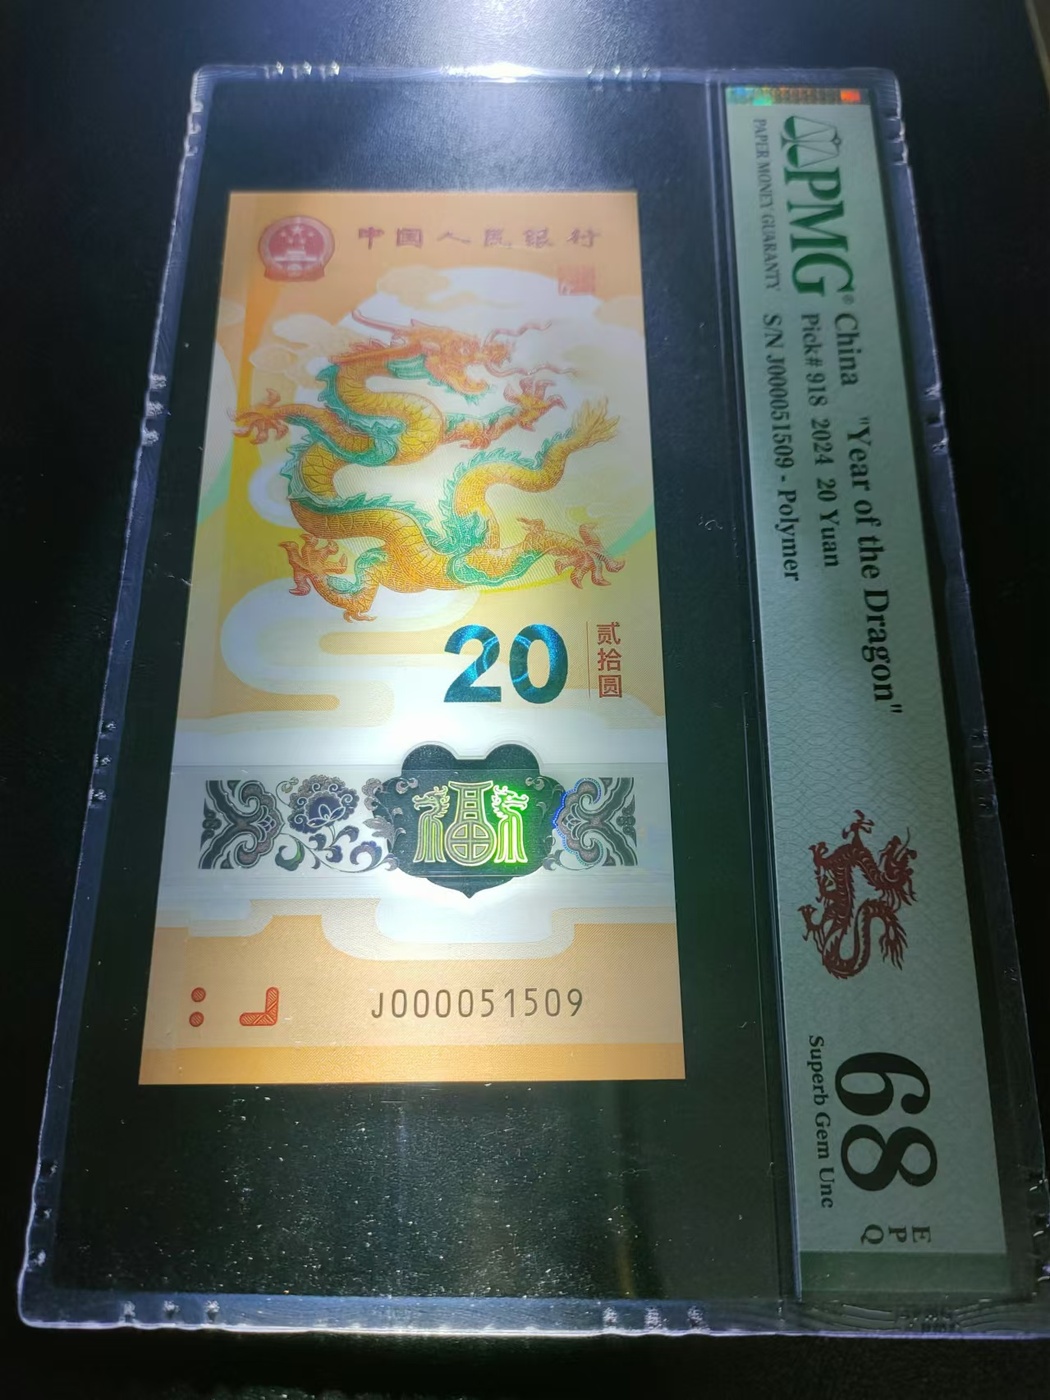 中国人民银行
20
贰拾圆
J000051509
PMG®
PAPER MONEY GUARANTY
China "Year of the Dragon"
Pick# 918 2024 20 Yuan
S/N J000051509 - Polymer
68 EPQ
Superb Gem Unc